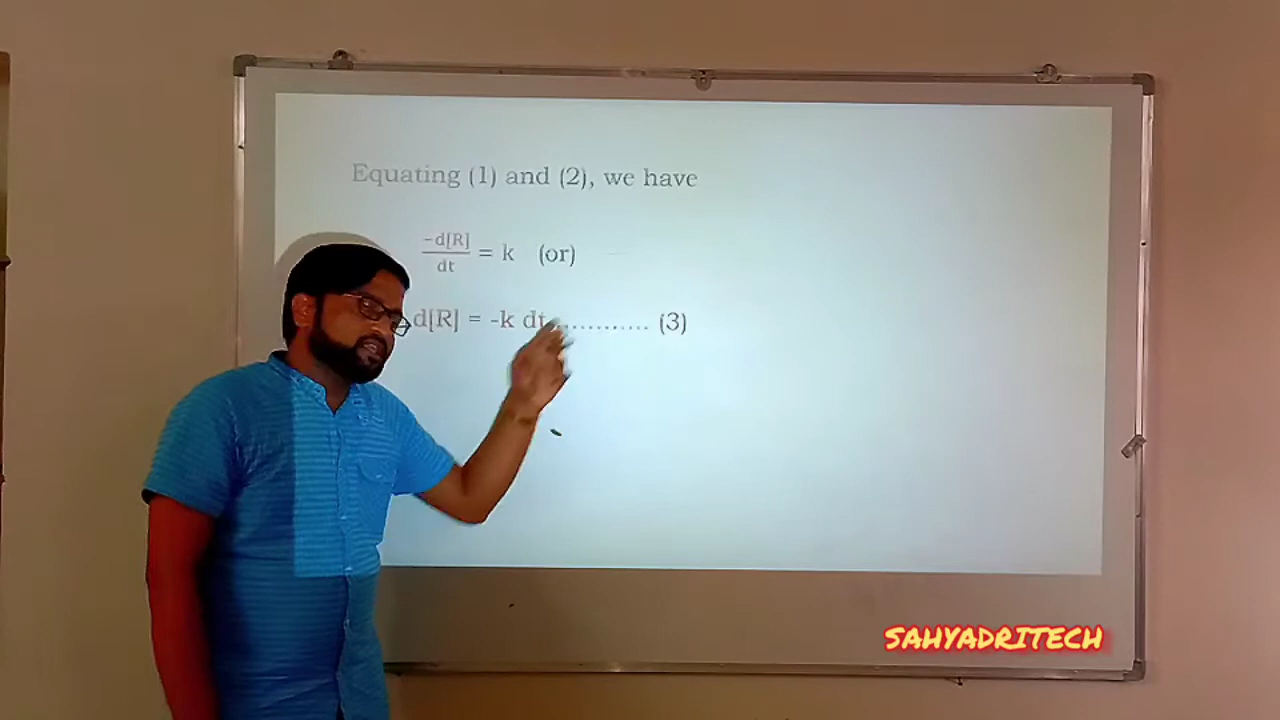 Equating (1) and (2), we have
-d[R]/dt = k (or)
d[R] = -k dt ............ (3)
SAHYADRITECH